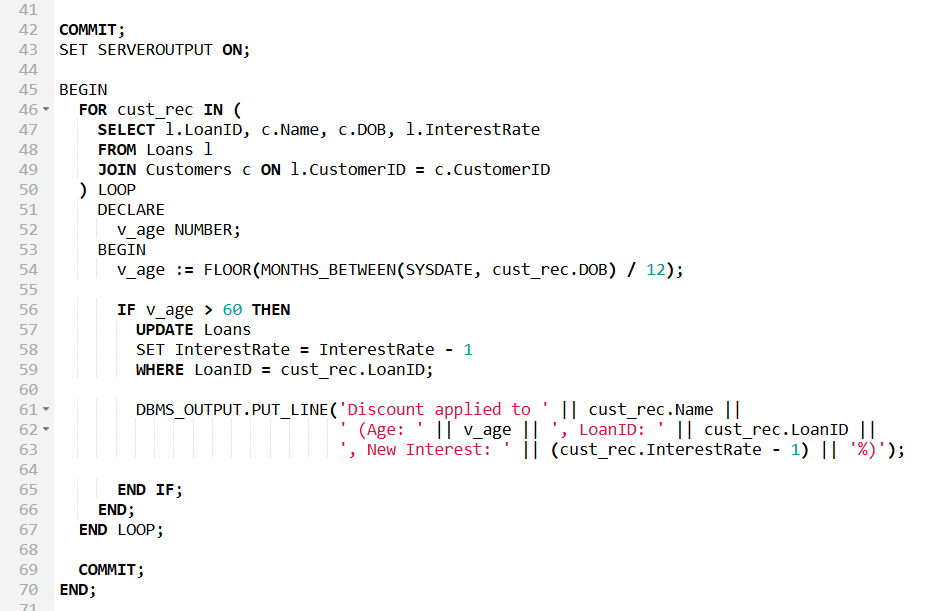 41
42 COMMIT;
43 SET SERVEROUTPUT ON;
44
45 BEGIN
46   FOR cust_rec IN (
47     SELECT l.LoanID, c.Name, c.DOB, l.InterestRate
48     FROM Loans l
49     JOIN Customers c ON l.CustomerID = c.CustomerID
50   ) LOOP
51     DECLARE
52       v_age NUMBER;
53     BEGIN
54       v_age := FLOOR(MONTHS_BETWEEN(SYSDATE, cust_rec.DOB) / 12);
55
56       IF v_age > 60 THEN
57         UPDATE Loans
58         SET InterestRate = InterestRate - 1
59         WHERE LoanID = cust_rec.LoanID;
60
61         DBMS_OUTPUT.PUT_LINE('Discount applied to ' || cust_rec.Name ||
62                              ' (Age: ' || v_age || ', LoanID: ' || cust_rec.LoanID ||
63                              ', New Interest: ' || (cust_rec.InterestRate - 1) || '%)');
64
65       END IF;
66     END;
67   END LOOP;
68
69   COMMIT;
70 END;
71